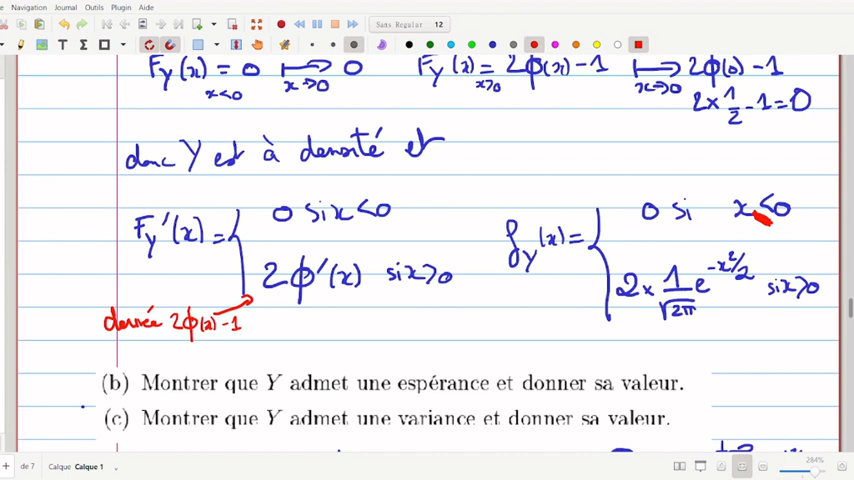 Navigation Journal Outils Plugin Aide
Sans Regular 12
F_Y(x) = 0 ⟼ 0 F_Y(x) = 2ϕ(x)-1 ⟼ 2ϕ(0)-1
x<0 x→0 x>0 x→0
2×1/2-1=0
donc Y est à densité et
F_Y'(x) = { 0 si x<0 f_Y(x) = { 0 si x<0
2ϕ'(x) si x>0 2× 1/√2π e^-x²/2 si x>0
dérivée 2ϕ(x)-1
(b) Montrer que Y admet une espérance et donner sa valeur.
(c) Montrer que Y admet une variance et donner sa valeur.
de 7 Calque Calque 1 284%